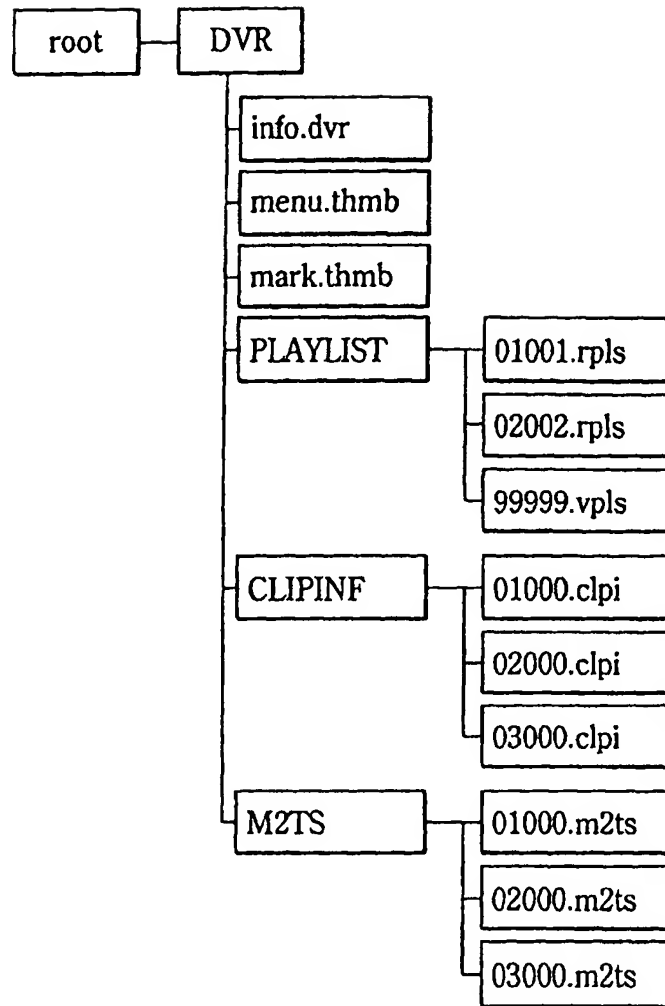 root
DVR
info.dvr
menu.thmb
mark.thmb
PLAYLIST
01001.rpls
02002.rpls
99999.vpls
CLIPINF
01000.clpi
02000.clpi
03000.clpi
M2TS
01000.m2ts
02000.m2ts
03000.m2ts